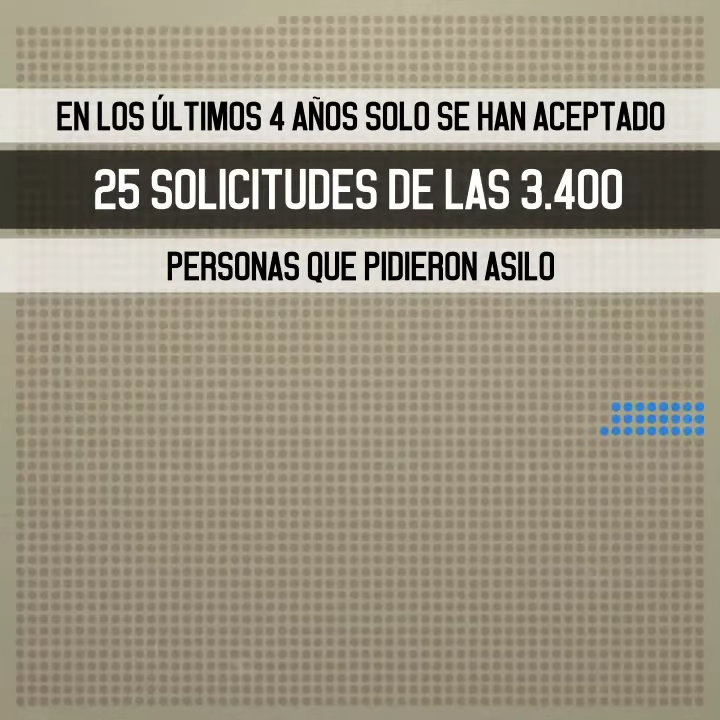 EN LOS ÚLTIMOS 4 AÑOS SOLO SE HAN ACEPTADO
25 SOLICITUDES DE LAS 3.400
PERSONAS QUE PIDIERON ASILO